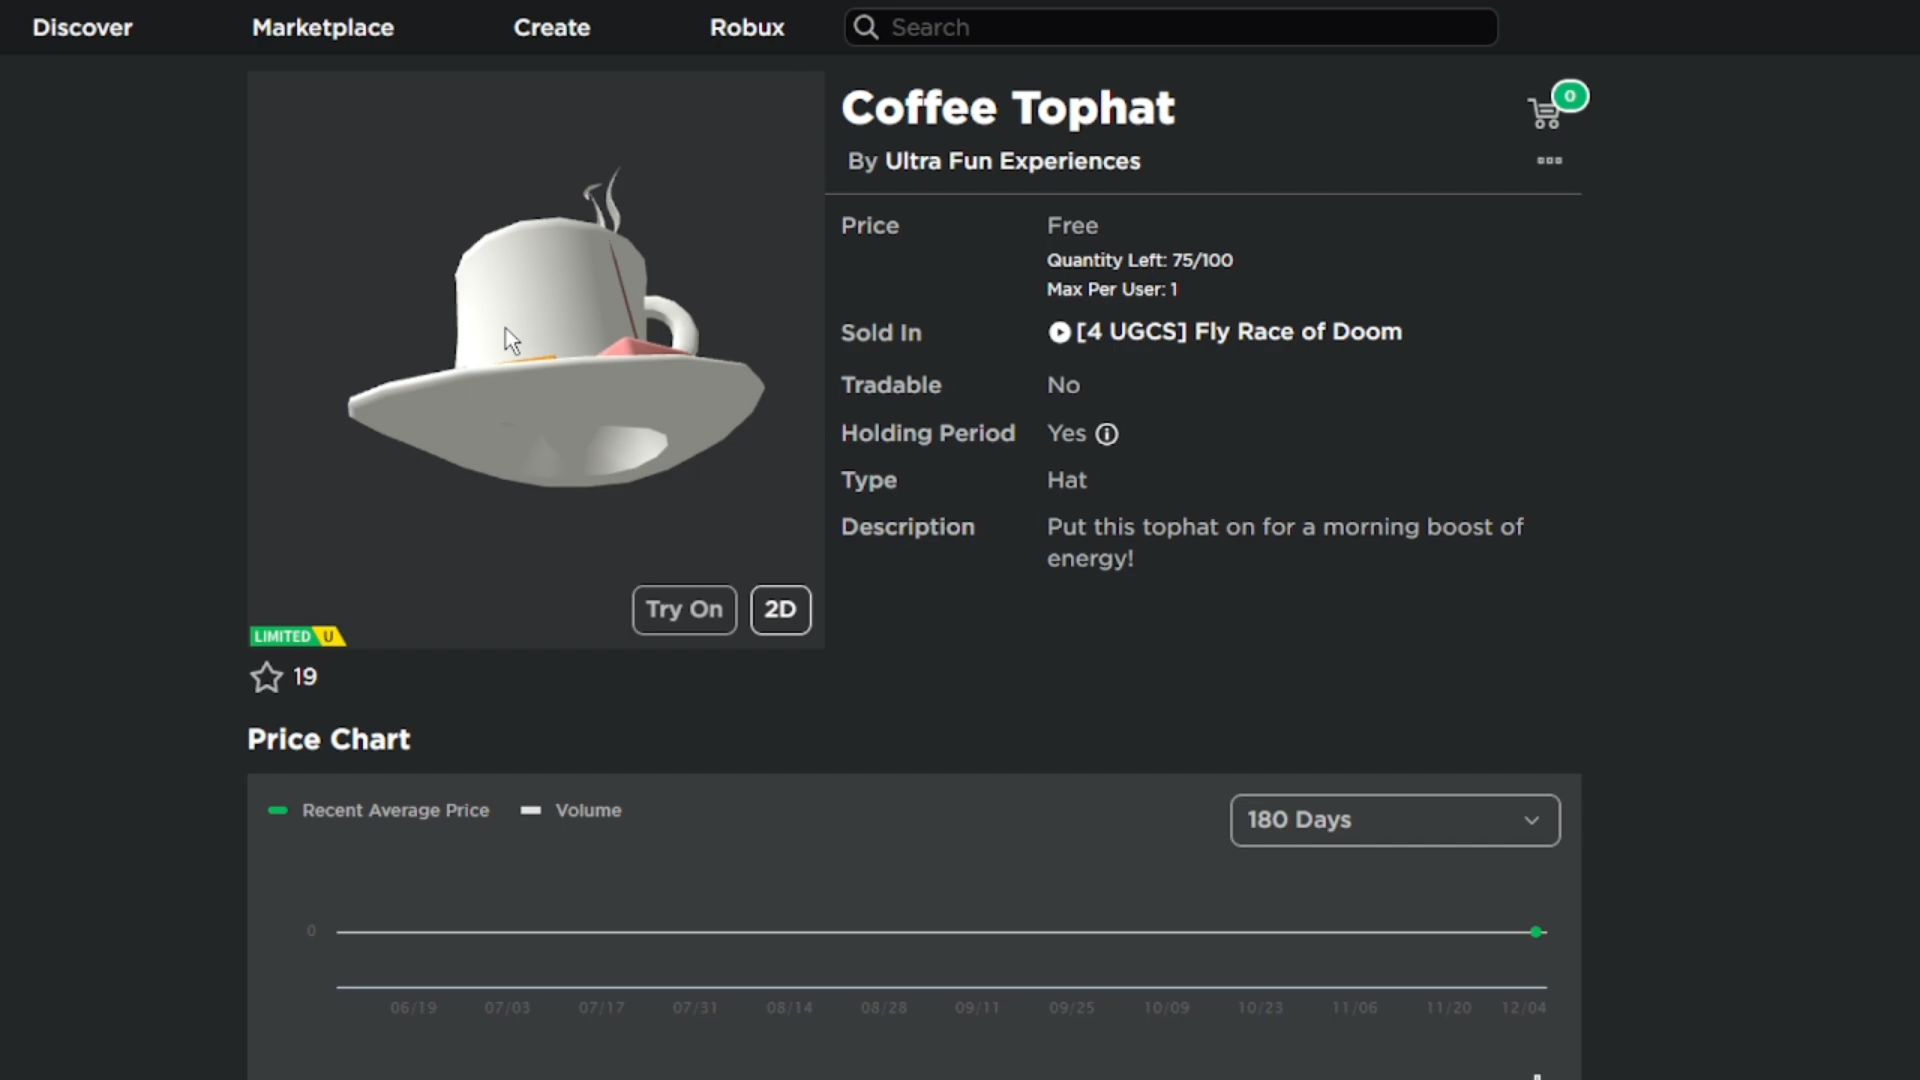 Discover Marketplace Create Robux Search
Coffee Tophat
0
By Ultra Fun Experiences
Price Free
Quantity Left: 75/100
Max Per User: 1
Sold In [4 UGCS] Fly Race of Doom
Tradable No
Holding Period Yes
Type Hat
Description Put this tophat on for a morning boost of
energy!
Try On 2D
LIMITED U
19
Price Chart
Recent Average Price Volume
180 Days
0
06/19 07/03 07/17 07/31 08/14 08/28 09/11 09/25 10/09 10/23 11/06 11/20 12/04